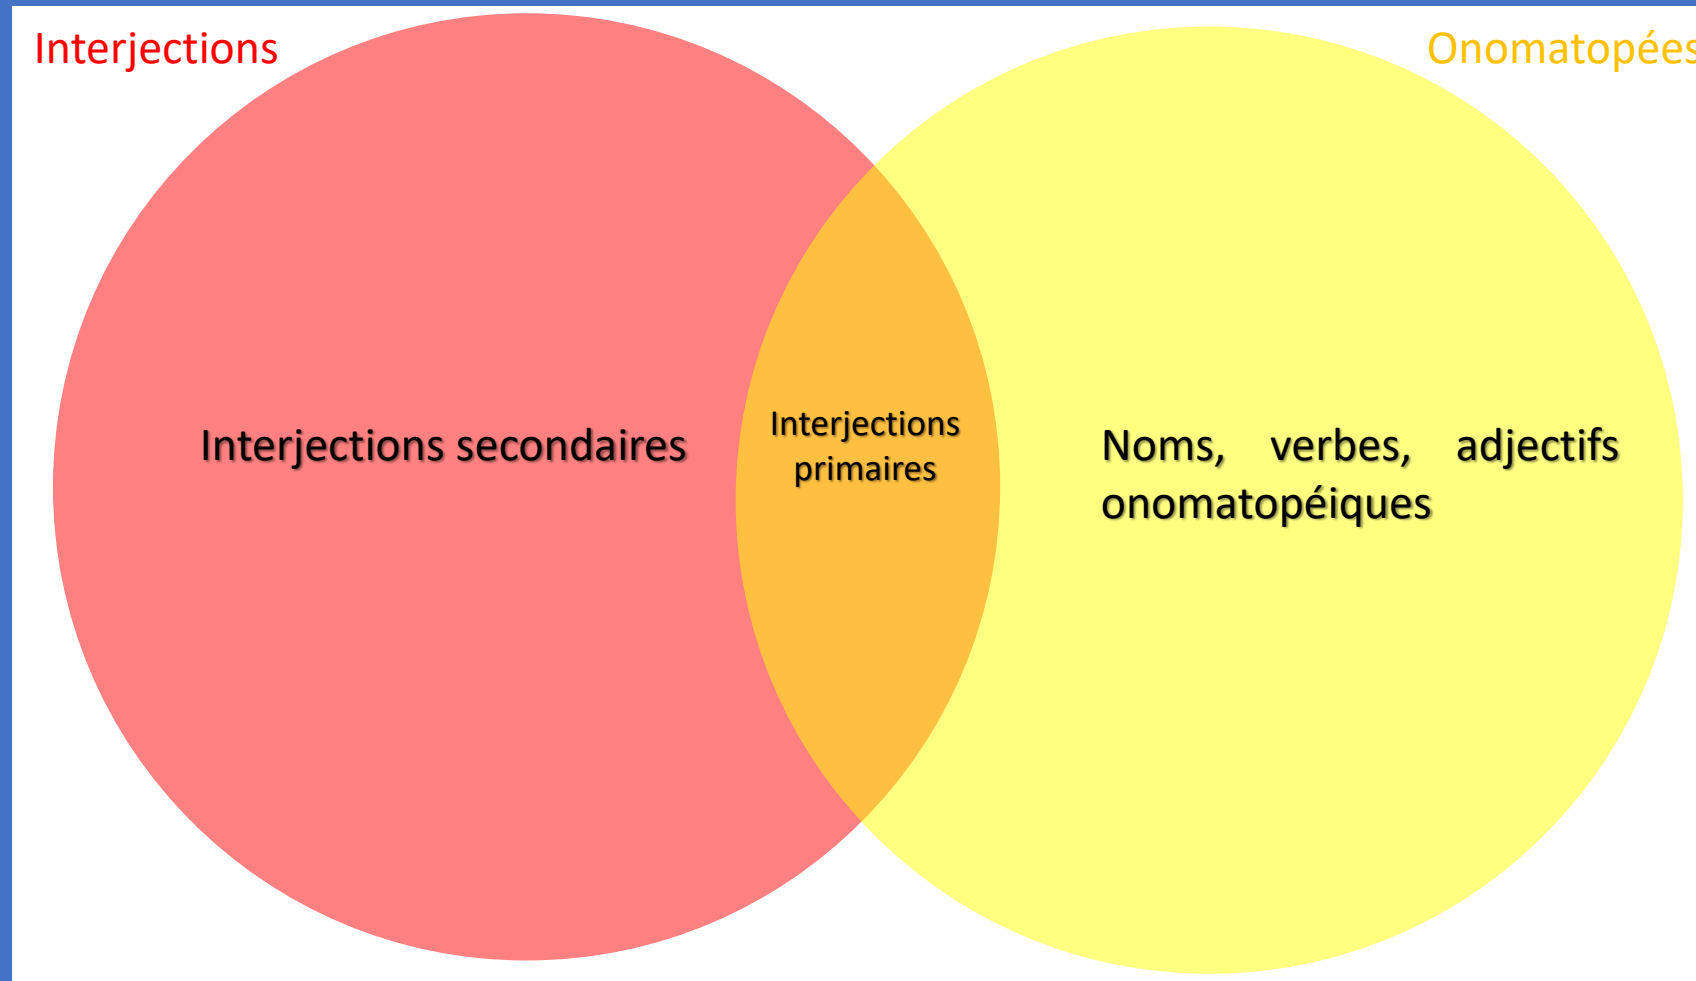 Interjections
Onomatopées
Interjections secondaires
Interjections
primaires
Noms, verbes, adjectifs
onomatopéiques